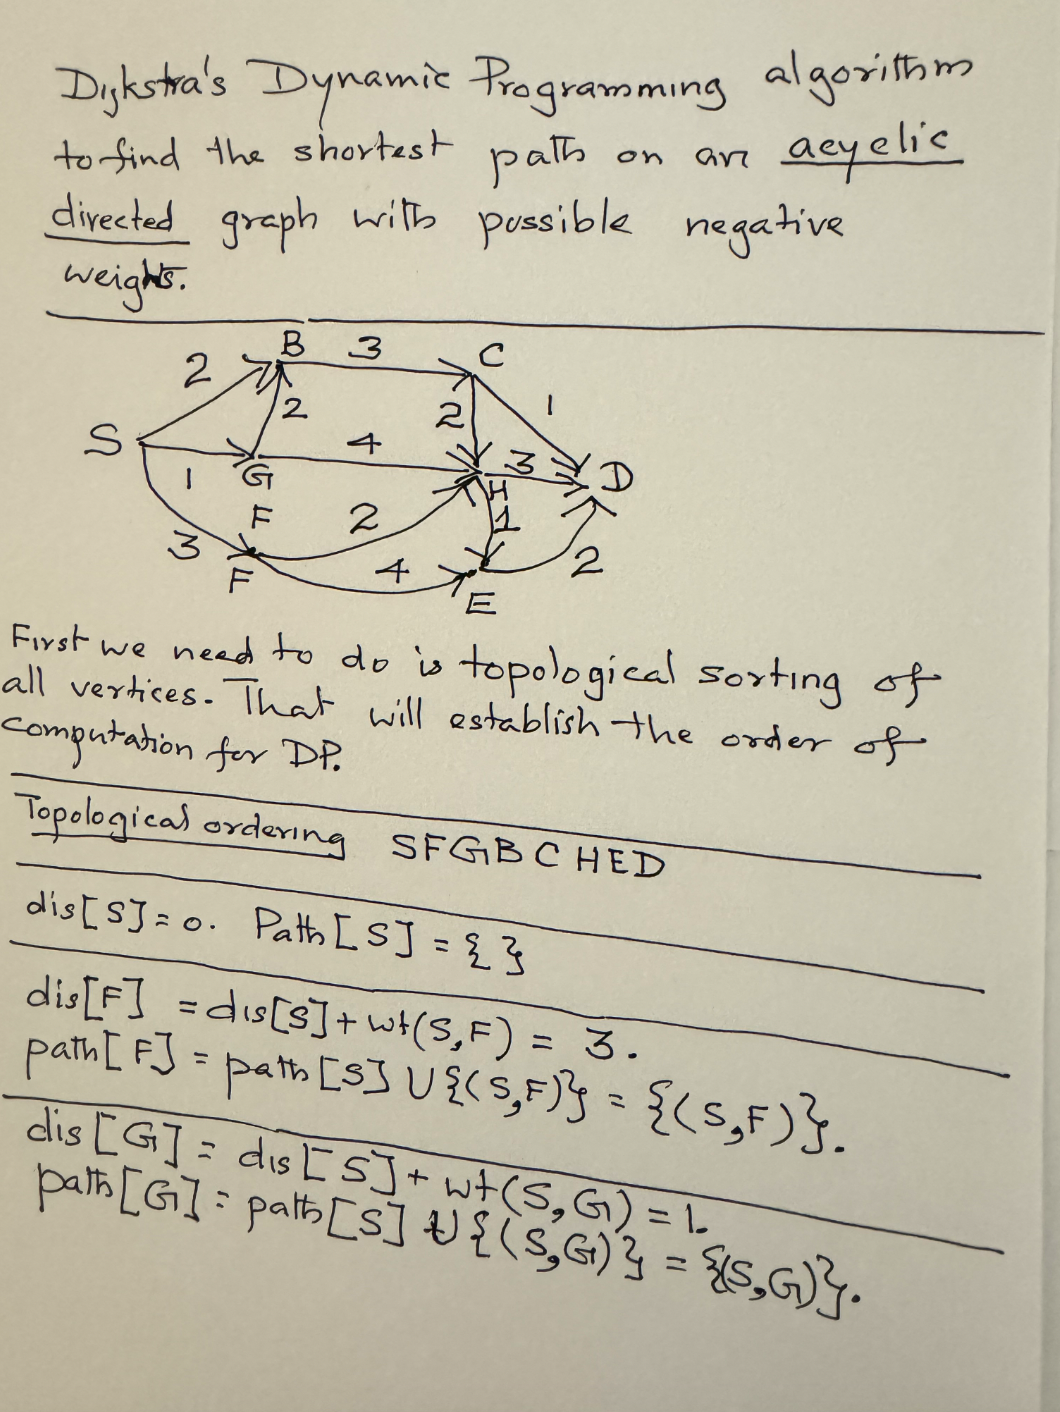 Dijkstra's Dynamic Programming algorithm
to find the shortest path on an acyclic
directed graph with possible negative
weights.
B 3 C
2 2 2 1
S 4 3 D
1 G H
F 2 1
3 4 2
F E
First we need to do is topological sorting of
all vertices. That will establish the order of
computation for DP.
Topological ordering SFGBCHED
dis[S]=0. Path[S]={ }
dis[F] = dis[S]+wt(S,F) = 3.
path[F] = path[S] U{(S,F)} = {(S,F)}.
dis[G] = dis[S]+wt(S,G) = 1.
path[G] = path[S] U{(S,G)} = {(S,G)}.